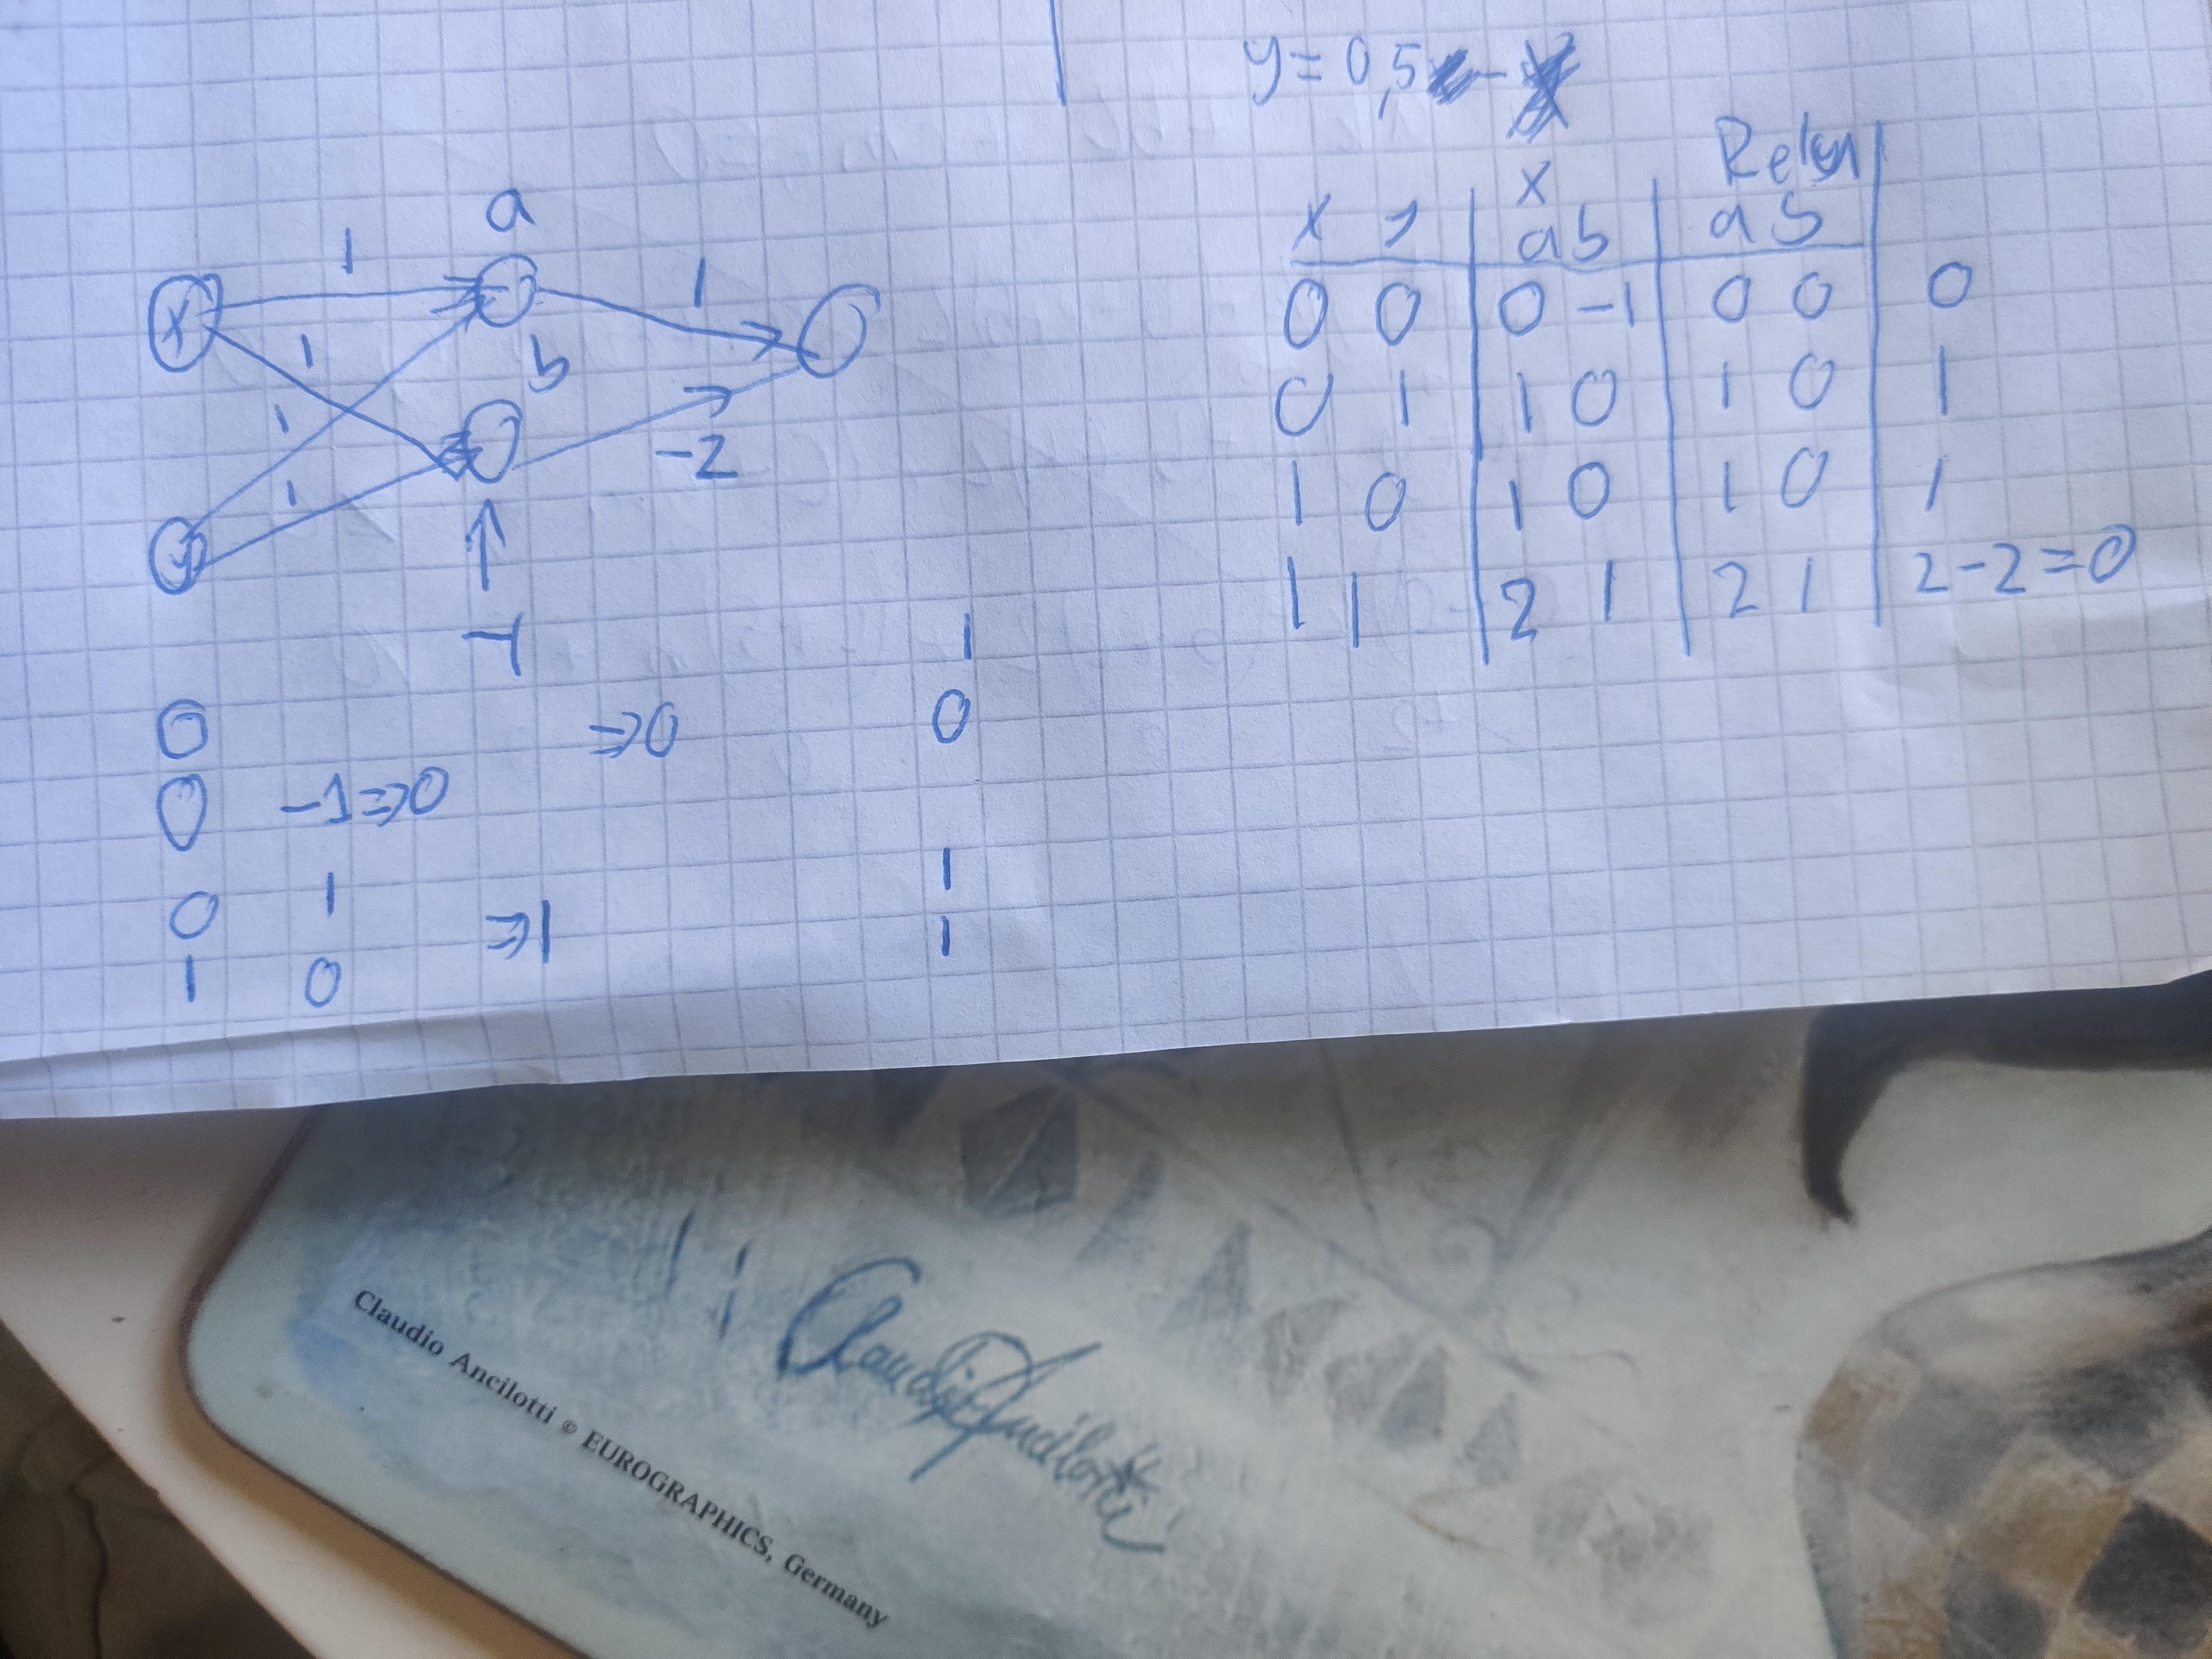 y = 0,5
a
1
1
x
b
1
1
1
-2
y
-1
0
⇒0
0
-1⇒0
0 1
⇒1
1 0
1
0
1
1
x
Relu
x y a b a b
0 0 0 -1 0 0 0
0 1 1 0 1 0 1
1 0 1 0 1 0 1
1 1 2 1 2 1 2-2=0
Claudio Ancilotti
Claudio Ancilotti © EUROGRAPHICS, Germany